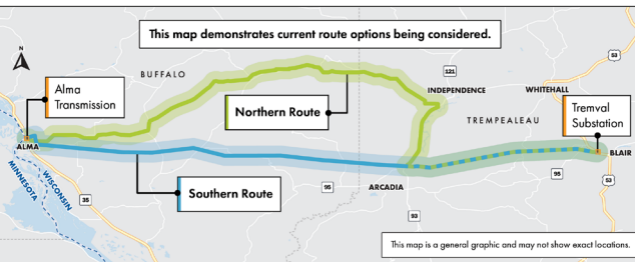 This map demonstrates current route options being considered.
N
53
BUFFALO
121
Alma
Transmission
INDEPENDENCE
WHITEHALL
Northern Route
Tremval
Substation
TREMPEALEAU
ALMA
BLAIR
MINNESOTA
WISCONSIN
Southern Route
95
ARCADIA
95
53
35
93
This map is a general graphic and may not show exact locations.